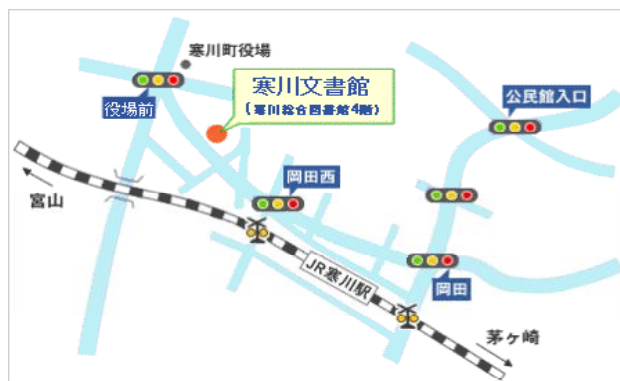 寒川町役場
役場前
寒川文書館
(寒川総合図書館4階)
公民館入口
岡田西
宮山
JR寒川駅
岡田
茅ヶ崎